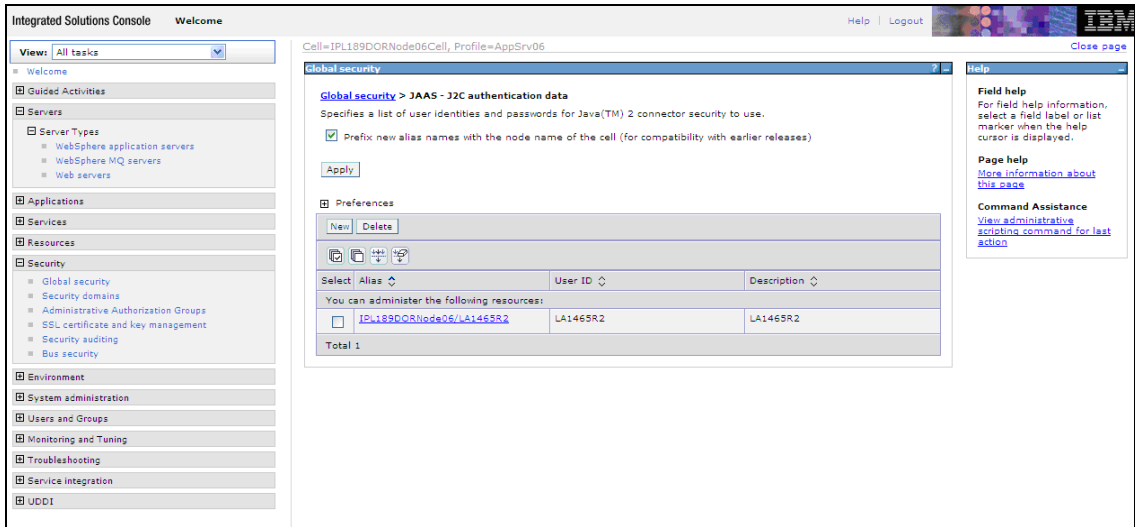 Integrated Solutions Console Welcome Help | Logout IBM
View: All tasks
Cell=IPL189DORNode06Cell, Profile=AppSrv06 Close page
Welcome
Guided Activities
Servers
Server Types
WebSphere application servers
WebSphere MQ servers
Web servers
Applications
Services
Resources
Security
Global security
Security domains
Administrative Authorization Groups
SSL certificate and key management
Security auditing
Bus security
Environment
System administration
Users and Groups
Monitoring and Tuning
Troubleshooting
Service integration
UDDI
Global security ? _
Global security > JAAS - J2C authentication data
Specifies a list of user identities and passwords for Java(TM) 2 connector security to use.
Prefix new alias names with the node name of the cell (for compatibility with earlier releases)
Apply
Preferences
New Delete
Select Alias User ID Description
You can administer the following resources:
IPL189DORNode06/LA1465R2 LA1465R2 LA1465R2
Total 1
Help _
Field help
For field help information,
select a field label or list
marker when the help
cursor is displayed.
Page help
More information about
this page
Command Assistance
View administrative
scripting command for last
action